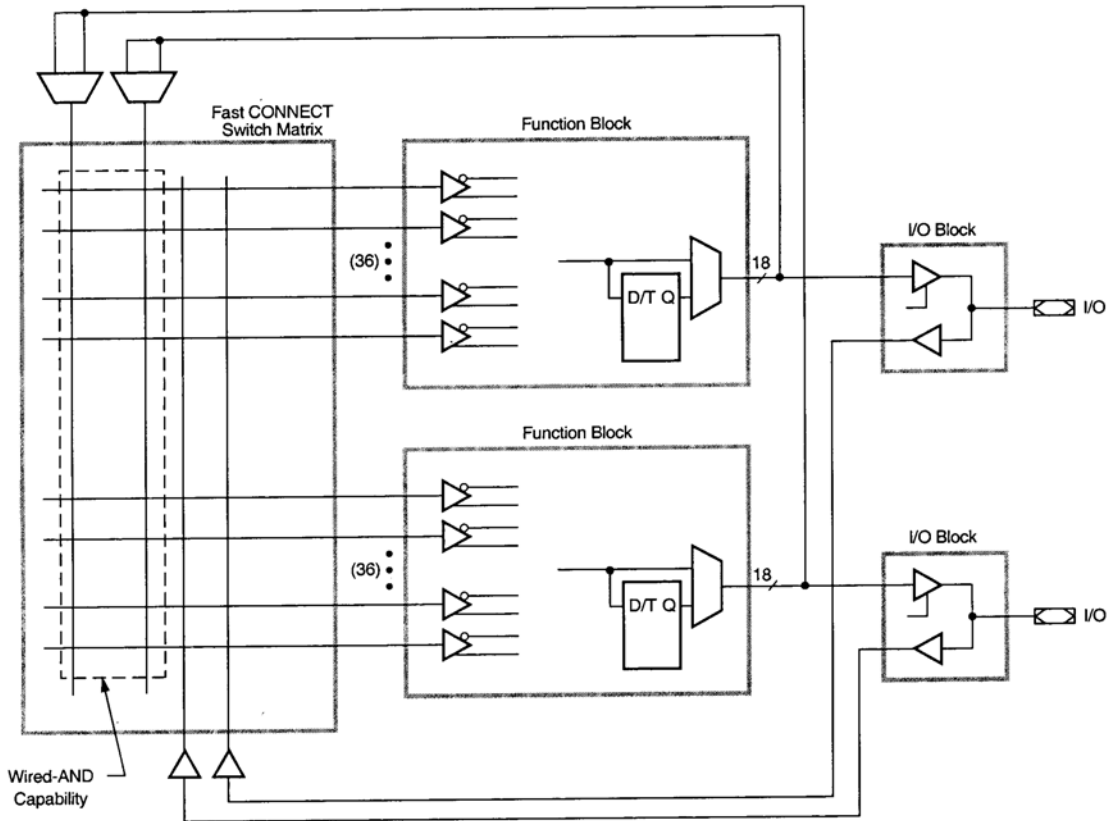 Fast CONNECT
Switch Matrix
Function Block
(36)
D/T Q
18
I/O Block
I/O
Function Block
(36)
D/T Q
18
I/O Block
I/O
Wired-AND
Capability